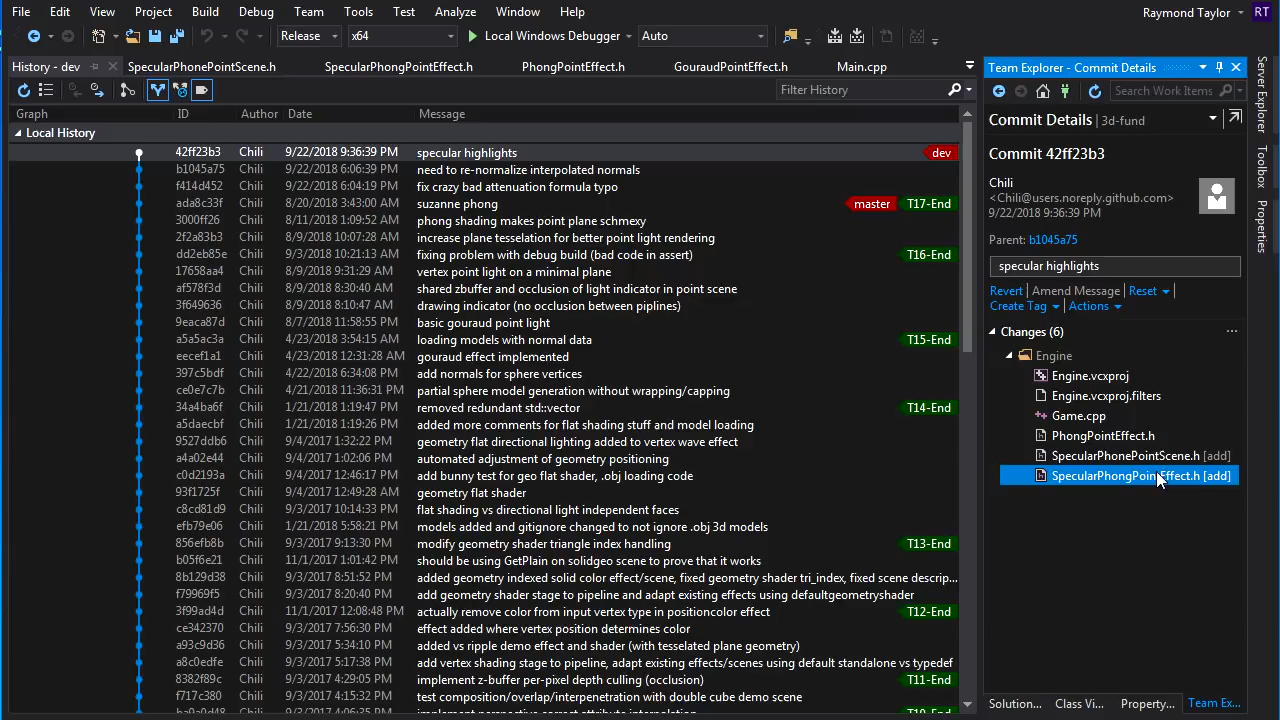 File Edit View Project Build Debug Team Tools Test Analyze Window Help
Raymond Taylor RT
Release x64 Local Windows Debugger Auto
History - dev SpecularPhonePointScene.h SpecularPhongPointEffect.h PhongPointEffect.h GouraudPointEffect.h Main.cpp
Filter History
Graph ID Author Date Message
Local History
42ff23b3 Chili 9/22/2018 9:36:39 PM specular highlights dev
b1045a75 Chili 9/22/2018 6:06:39 PM need to re-normalize interpolated normals
f414d452 Chili 9/22/2018 6:04:19 PM fix crazy bad attenuation formula typo
ada8c33f Chili 8/20/2018 3:43:00 AM suzanne phong master T17-End
3000ff26 Chili 8/11/2018 1:09:52 AM phong shading makes point plane schmexy
2f2a83b3 Chili 8/9/2018 10:07:28 AM increase plane tesselation for better point light rendering
dd2eb85e Chili 9/3/2018 10:21:13 AM fixing problem with debug build (bad code in assert) T16-End
17658aa4 Chili 8/9/2018 9:31:29 AM vertex point light on a minimal plane
af578f3d Chili 8/9/2018 8:30:40 AM shared zbuffer and occlusion of light indicator in point scene
3f649636 Chili 8/9/2018 8:10:47 AM drawing indicator (no occlusion between piplines)
9eaca87d Chili 8/7/2018 11:58:55 PM basic gouraud point light
a5a5ac3a Chili 4/23/2018 3:54:15 AM loading models with normal data T15-End
eecef1a1 Chili 4/23/2018 12:31:28 AM gouraud effect implemented
397c5bdf Chili 4/22/2018 6:34:08 PM add normals for sphere vertices
ce0e7c7b Chili 4/21/2018 11:36:31 PM partial sphere model generation without wrapping/capping
34a4ba6f Chili 1/21/2018 1:19:47 PM removed redundant std::vector T14-End
a5daecbf Chili 1/21/2018 1:19:26 PM added more comments for flat shading stuff and model loading
9527ddb6 Chili 9/4/2017 1:32:22 PM geometry flat directional lighting added to vertex wave effect
a4a02e44 Chili 9/4/2017 1:06:02 PM automated adjustment of geometry positioning
c0d2193a Chili 9/4/2017 12:46:17 PM add bunny test for geo flat shader, .obj loading code
93f1725f Chili 9/4/2017 12:49:28 AM geometry flat shader
c8cd81d9 Chili 9/3/2017 10:14:33 PM flat shading vs directional light independent faces
efb79e06 Chili 1/21/2018 5:58:21 PM models added and gitignore changed to not ignore .obj 3d models
856efb8b Chili 9/3/2017 9:13:30 PM modify geometry shader triangle index handling T13-End
b05f6e21 Chili 11/1/2017 1:01:42 PM should be using GetPlain on solidgeo scene to prove that it works
8b129d38 Chili 9/3/2017 8:51:52 PM added geometry indexed solid color effect/scene, fixed geometry shader tri_index, fixed scene descrip...
f79969f5 Chili 9/3/2017 8:20:40 PM add geometry shader stage to pipeline and adapt existing effects using defaultgeometryshader
3f99ad4d Chili 11/1/2017 12:08:48 PM actually remove color from input vertex type in positioncolor effect T12-End
ce342370 Chili 9/3/2017 7:56:30 PM effect added where vertex position determines color
a93c9d36 Chili 9/3/2017 5:34:10 PM added vs ripple demo effect and shader (with tesselated plane geometry)
a8c0edfe Chili 9/3/2017 5:17:38 PM add vertex shading stage to pipeline, adapt existing effects/scenes using default standalone vs typedef
8382f89c Chili 9/3/2017 4:29:05 PM implement z-buffer per-pixel depth culling (occlusion) T11-End
f717c380 Chili 9/3/2017 4:15:32 PM test composition/overlap/interpenetration with double cube demo scene
Team Explorer - Commit Details
Search Work Items
Commit Details 3d-fund
Commit 42ff23b3
Chili
<Chili@users.noreply.github.com>
9/22/2018 9:36:39 PM
Parent: b1045a75
specular highlights
Revert Amend Message Reset
Create Tag Actions
Changes (6) ...
Engine
Engine.vcxproj
Engine.vcxproj.filters
Game.cpp
PhongPointEffect.h
SpecularPhonePointScene.h [add]
SpecularPhongPointEffect.h [add]
Solution... Class Vi... Property... Team Ex...
Server Explorer
Toolbox
Properties